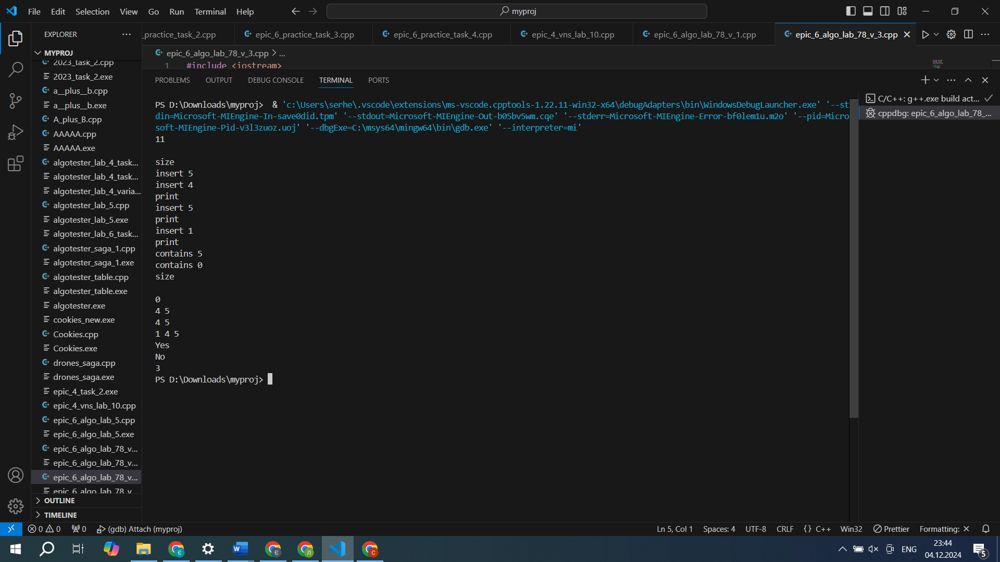 File Edit Selection View Go Run Terminal Help
myproj
EXPLORER
_practice_task_2.cpp
epic_6_practice_task_3.cpp
epic_6_practice_task_4.cpp
epic_4_vns_lab_10.cpp
epic_6_algo_lab_78_v_1.cpp
epic_6_algo_lab_78_v_3.cpp
MYPROJ
2023_task_2.cpp
2023_task_2.exe
a__plus__b.cpp
a__plus__b.exe
A_plus_B.cpp
AAAAA.cpp
AAAAA.exe
algotester_lab_4_task...
algotester_lab_4_task...
algotester_lab_4_varia...
algotester_lab_5.cpp
algotester_lab_5.exe
algotester_lab_6_task...
algotester_saga_1.cpp
algotester_saga_1.exe
algotester_table.cpp
algotester_table.exe
algotester.exe
cookies_new.exe
Cookies.cpp
Cookies.exe
drones_saga.cpp
drones_saga.exe
epic_4_task_2.exe
epic_4_vns_lab_10.cpp
epic_6_algo_lab_5.cpp
epic_6_algo_lab_5.exe
epic_6_algo_lab_78_v...
epic_6_algo_lab_78_v...
epic_6_algo_lab_78_v...
epic_6_algo_lab_78_v
OUTLINE
TIMELINE
epic_6_algo_lab_78_v_3.cpp > ...
1 #include <iostream>
PROBLEMS OUTPUT DEBUG CONSOLE TERMINAL PORTS
PS D:\Downloads\myproj> & 'c:\Users\serhe\.vscode\extensions\ms-vscode.cpptools-1.22.11-win32-x64\debugAdapters\bin\WindowsDebugLauncher.exe' '--st
din=Microsoft-MIEngine-In-save0did.tpm' '--stdout=Microsoft-MIEngine-Out-b05bv5wm.cqe' '--stderr=Microsoft-MIEngine-Error-bf0lem1u.m2o' '--pid=Micro
soft-MIEngine-Pid-v3l3zuoz.uoj' '--dbgExe=C:\msys64\mingw64\bin\gdb.exe' '--interpreter=mi'
11
size
insert 5
insert 4
print
insert 5
print
insert 1
print
contains 5
contains 0
size
0
4 5
4 5
1 4 5
Yes
No
3
PS D:\Downloads\myproj>
C/C++: g++.exe build act...
cppdbg: epic_6_algo_lab_78_...
0 0 0 (gdb) Attach (myproj)
Ln 5, Col 1 Spaces: 4 UTF-8 CRLF {} C++ Win32 Prettier Formatting: ×
ENG
23:44
04.12.2024
5